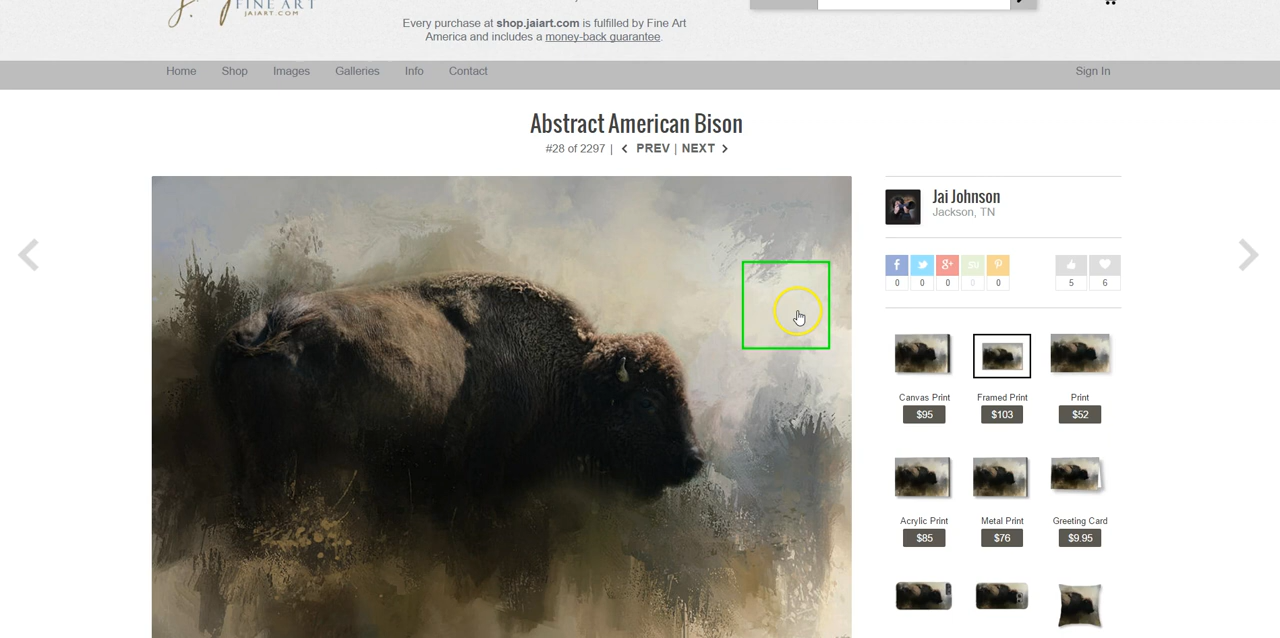 FINE ART
JAIART.COM
Every purchase at shop.jaiart.com is fulfilled by Fine Art
America and includes a money-back guarantee.
Home Shop Images Galleries Info Contact Sign In
Abstract American Bison
#28 of 2297 | PREV | NEXT
Jai Johnson
Jackson, TN
f g+ su
0 0 0 0 0 5 6
Canvas Print Framed Print Print
$95 $103 $52
Acrylic Print Metal Print Greeting Card
$85 $76 $9.95